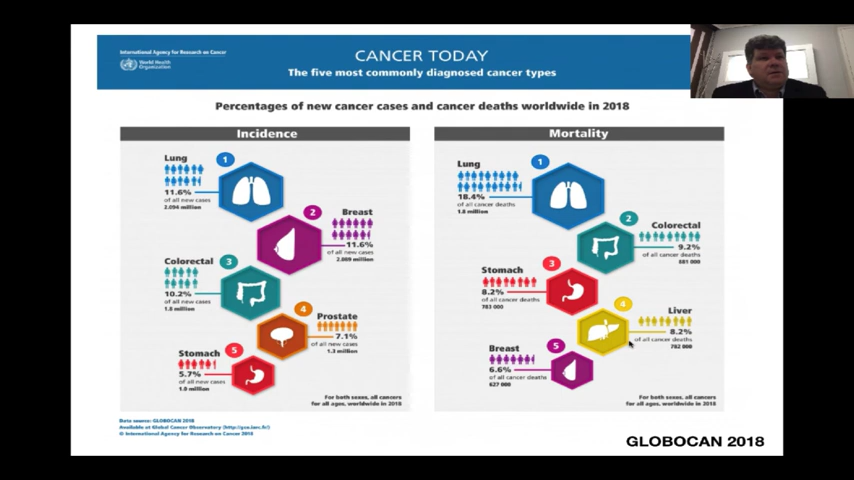 International Agency for Research on Cancer
World Health
Organization
CANCER TODAY
The five most commonly diagnosed cancer types
Percentages of new cancer cases and cancer deaths worldwide in 2018
Incidence
Lung
1
11.6%
of all new cases
2.094 million
2
Breast
11.6%
of all new cases
2.089 million
Colorectal
3
10.2%
of all new cases
1.8 million
4
Prostate
7.1%
of all new cases
1.3 million
Stomach
5
5.7%
of all new cases
1.0 million
For both sexes, all cancers
for all ages, worldwide in 2018
Mortality
Lung
1
18.4%
of all cancer deaths
1.8 million
2
Colorectal
9.2%
of all cancer deaths
881 000
Stomach
3
8.2%
of all cancer deaths
783 000
4
Liver
8.2%
of all cancer deaths
782 000
Breast
5
6.6%
of all cancer deaths
627 000
For both sexes, all cancers
for all ages, worldwide in 2018
Data source: GLOBOCAN 2018
Available at Global Cancer Observatory (http://gco.iarc.fr/)
© International Agency for Research on Cancer 2018
GLOBOCAN 2018